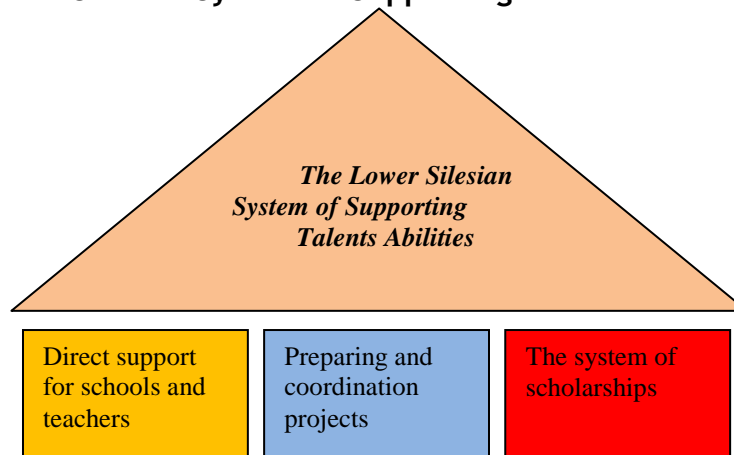 Supporting
The Lower Silesian
System of Supporting
Talents Abilities
Direct support
for schools and
teachers
Preparing and
coordination
projects
The system of
scholarships